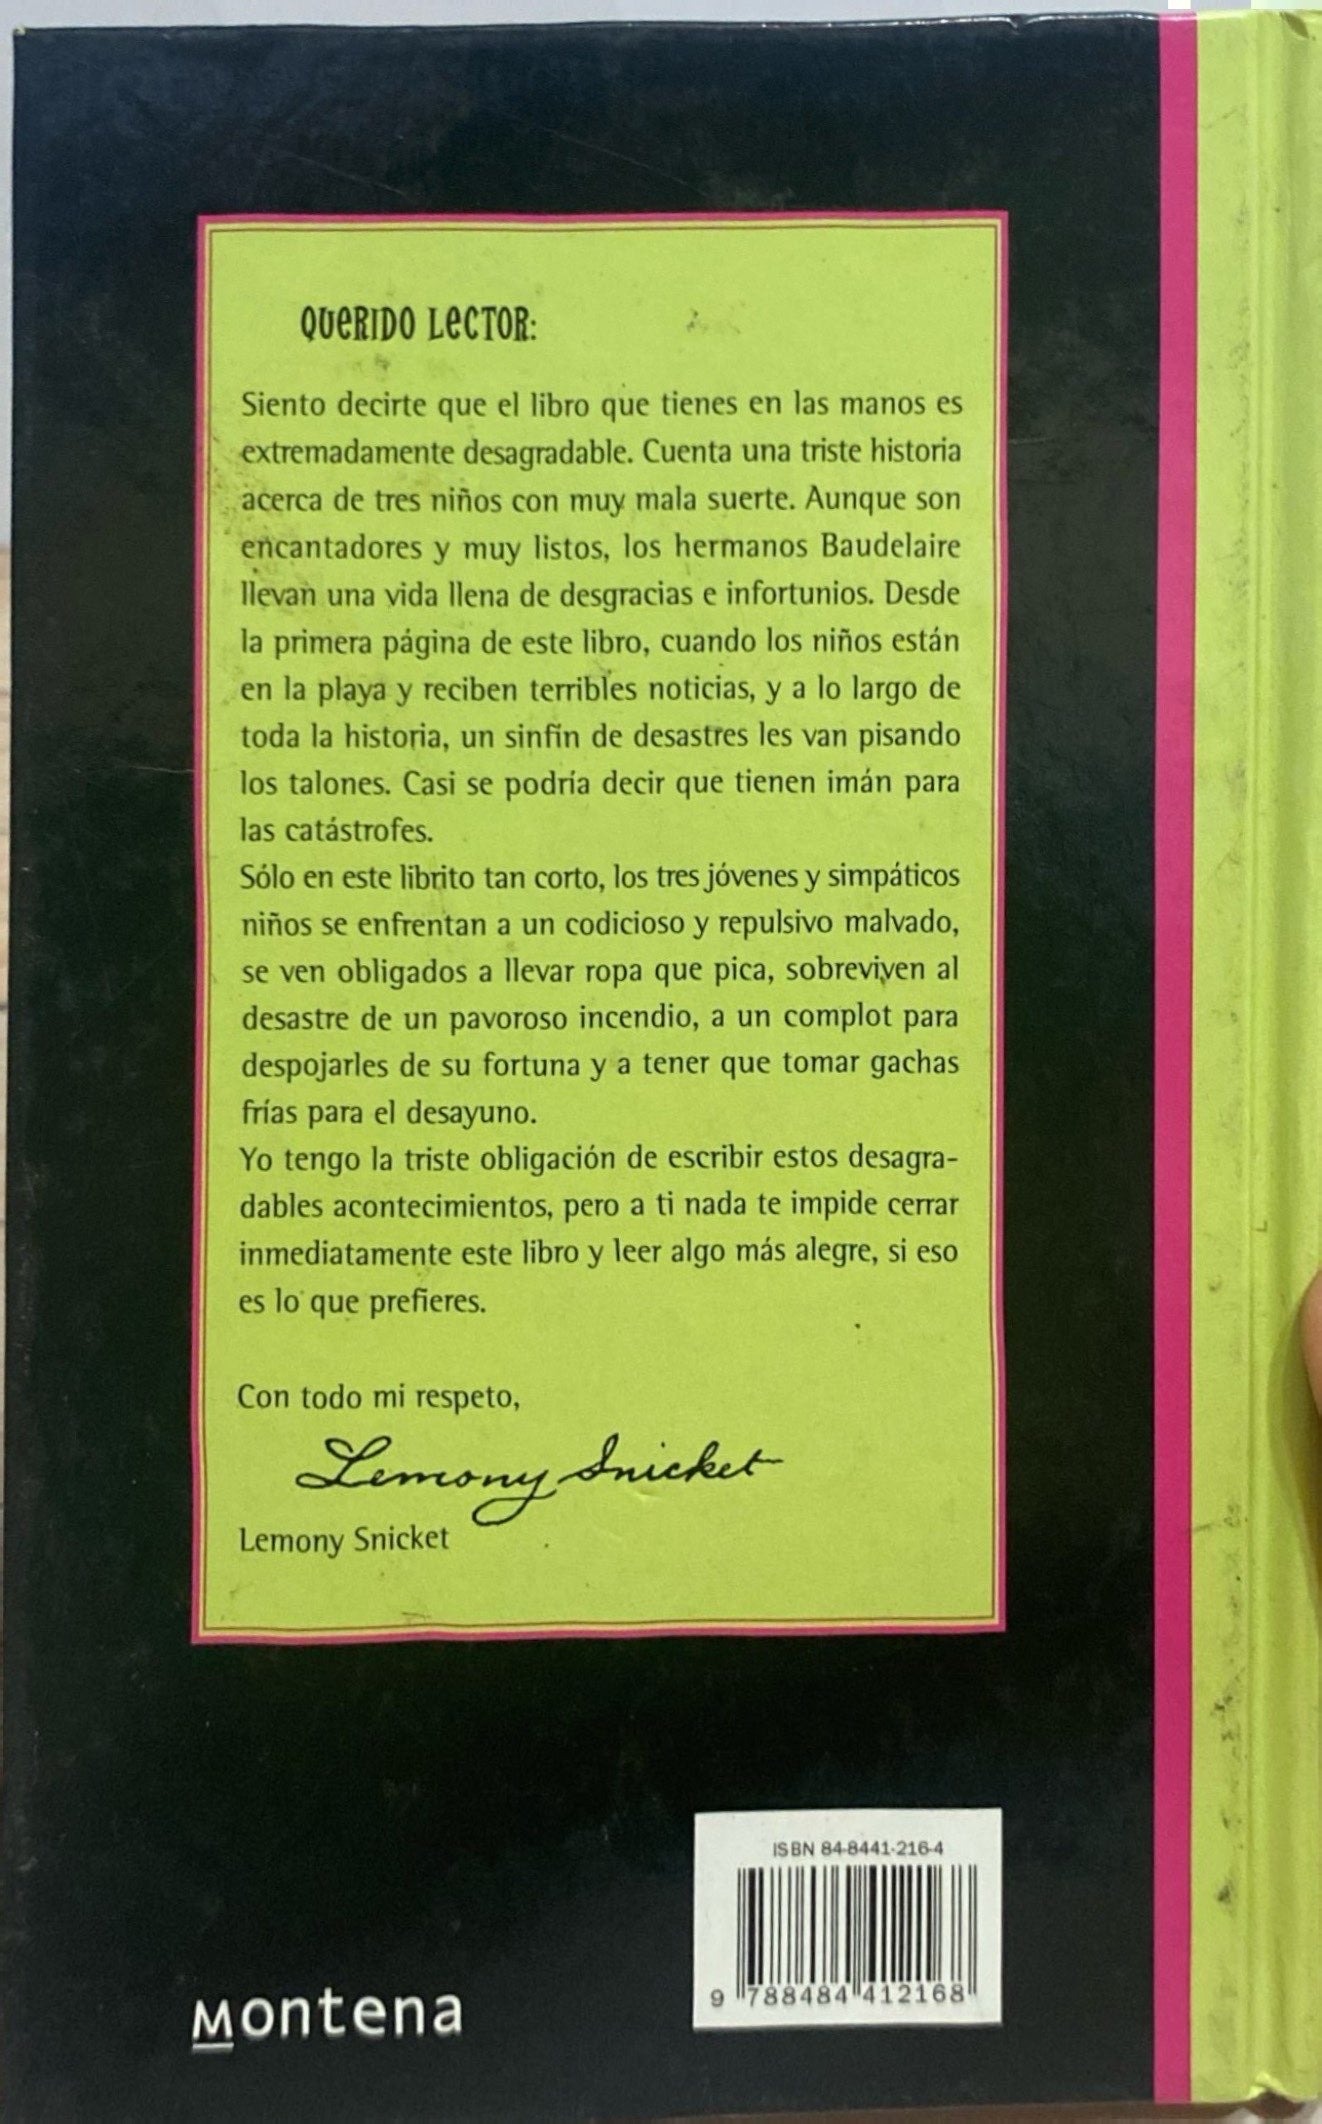 QUERIDO LECTOR:
Siento decirte que el libro que tienes en las manos es
extremadamente desagradable. Cuenta una triste historia
acerca de tres niños con muy mala suerte. Aunque son
encantadores y muy listos, los hermanos Baudelaire
llevan una vida llena de desgracias e infortunios. Desde
la primera página de este libro, cuando los niños están
en la playa y reciben terribles noticias, y a lo largo de
toda la historia, un sinfín de desastres les van pisando
los talones. Casi se podría decir que tienen imán para
las catástrofes.
Sólo en este librito tan corto, los tres jóvenes y simpáticos
niños se enfrentan a un codicioso y repulsivo malvado,
se ven obligados a llevar ropa que pica, sobreviven al
desastre de un pavoroso incendio, a un complot para
despojarles de su fortuna y a tener que tomar gachas
frías para el desayuno.
Yo tengo la triste obligación de escribir estos desagra-
dables acontecimientos, pero a ti nada te impide cerrar
inmediatamente este libro y leer algo más alegre, si eso
es lo que prefieres.
Con todo mi respeto,
Lemony Snicket
Lemony Snicket
ISBN 84-8441-216-4
9 788484 412168
Montena